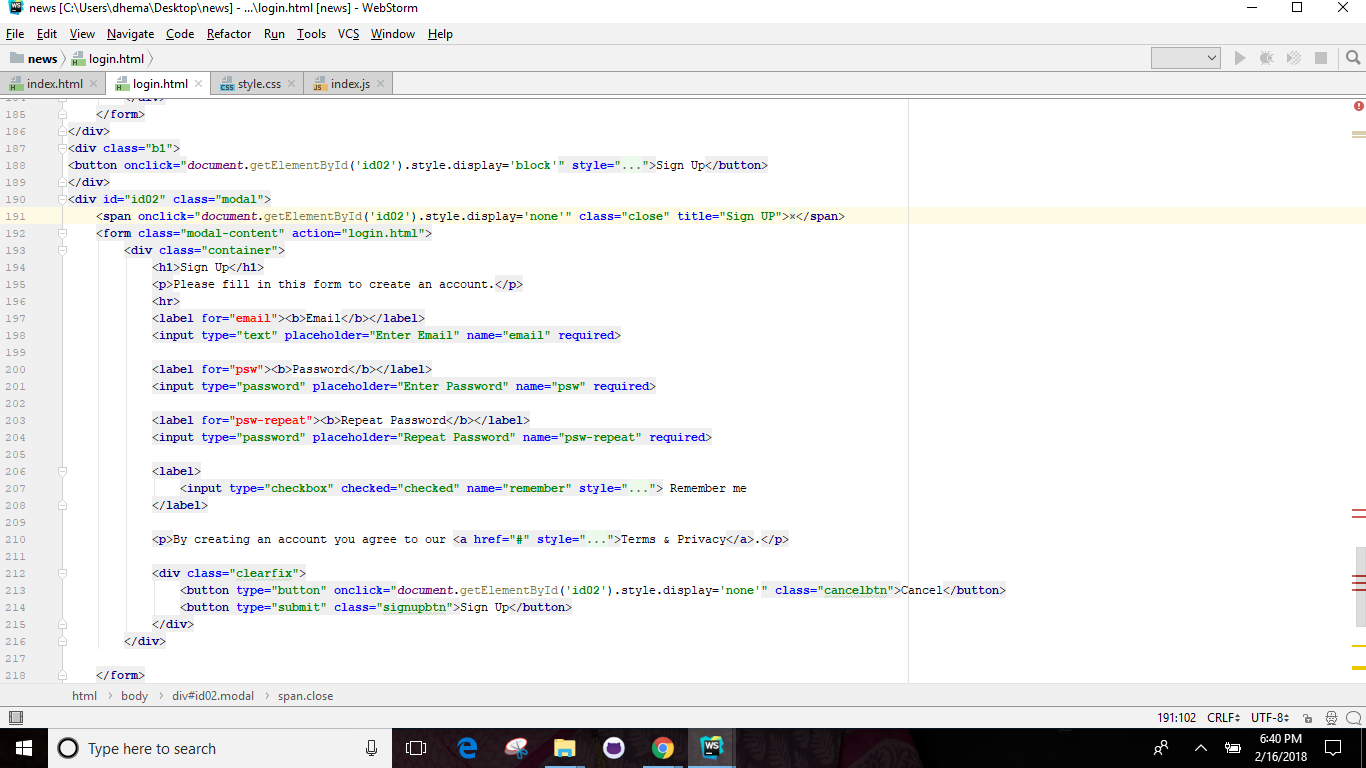 news [C:\Users\dhema\Desktop\news] - ...\login.html [news] - WebStorm
File Edit View Navigate Code Refactor Run Tools VCS Window Help
news login.html
index.html login.html style.css index.js
185 </form>
186 </div>
187 <div class="b1">
188 <button onclick="document.getElementById('id02').style.display='block'" style="...">Sign Up</button>
189 </div>
190 <div id="id02" class="modal">
191 <span onclick="document.getElementById('id02').style.display='none'" class="close" title="Sign UP">×</span>
192 <form class="modal-content" action="login.html">
193 <div class="container">
194 <h1>Sign Up</h1>
195 <p>Please fill in this form to create an account.</p>
196 <hr>
197 <label for="email"><b>Email</b></label>
198 <input type="text" placeholder="Enter Email" name="email" required>
199
200 <label for="psw"><b>Password</b></label>
201 <input type="password" placeholder="Enter Password" name="psw" required>
202
203 <label for="psw-repeat"><b>Repeat Password</b></label>
204 <input type="password" placeholder="Repeat Password" name="psw-repeat" required>
205
206 <label>
207 <input type="checkbox" checked="checked" name="remember" style="..."> Remember me
208 </label>
209
210 <p>By creating an account you agree to our <a href="#" style="...">Terms & Privacy</a>.</p>
211
212 <div class="clearfix">
213 <button type="button" onclick="document.getElementById('id02').style.display='none'" class="cancelbtn">Cancel</button>
214 <button type="submit" class="signupbtn">Sign Up</button>
215 </div>
216 </div>
217
218 </form>
html body div#id02.modal span.close
191:102 CRLF UTF-8
Type here to search
6:40 PM
2/16/2018